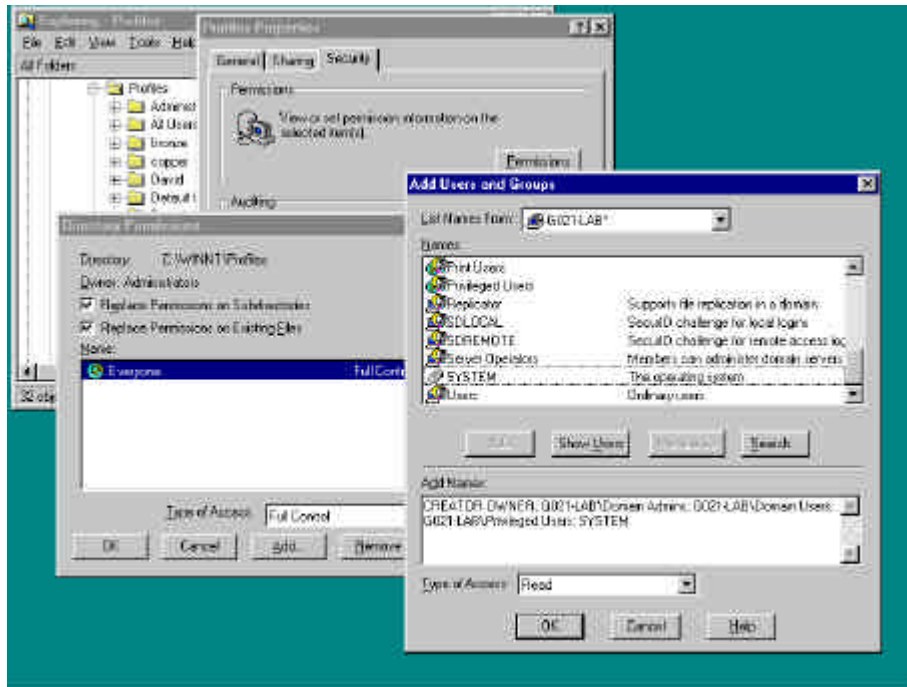 Exploring - Profiles
File Edit View Tools Help
All Folders
Profiles
All Users
bronze
copper
David
32
Profiles Properties
General Sharing Security
Permissions
View or set permission information on the
selected item(s).
Permissions
Auditing
Directory Permissions
Directory: C:\WINNT\Profiles
Owner: Administrators
Replace Permissions on Subdirectories
Replace Permissions on Existing Files
Name:
Everyone Full Contr
Type of Access: Full Control
OK Cancel Add... Remove
Add Users and Groups
List Names From: G021-LAB*
Names:
Print Users
Privileged Users
Replicator Supports file replication in a domain
SDLOCAL SecurID challenge for local logins
SDREMOTE SecurID challenge for remote access log
Server Operators Members can administer domain servers
SYSTEM The operating system
Users Ordinary users
Add Show Users Members... Search...
Add Names:
CREATOR OWNER; G021-LAB\Domain Admins; G021-LAB\Domain Users;
G021-LAB\Privileged Users; SYSTEM
Type of Access: Read
OK Cancel Help